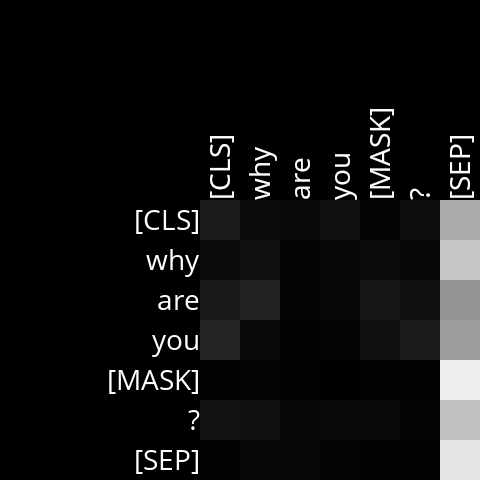 [CLS] why are you [MASK] ? [SEP]
[CLS]
why
are
you
[MASK]
?
[SEP]